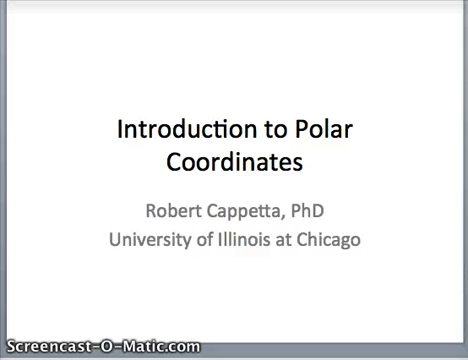 Introduction to Polar
Coordinates
Robert Cappetta, PhD
University of Illinois at Chicago
Screencast-O-Matic.com